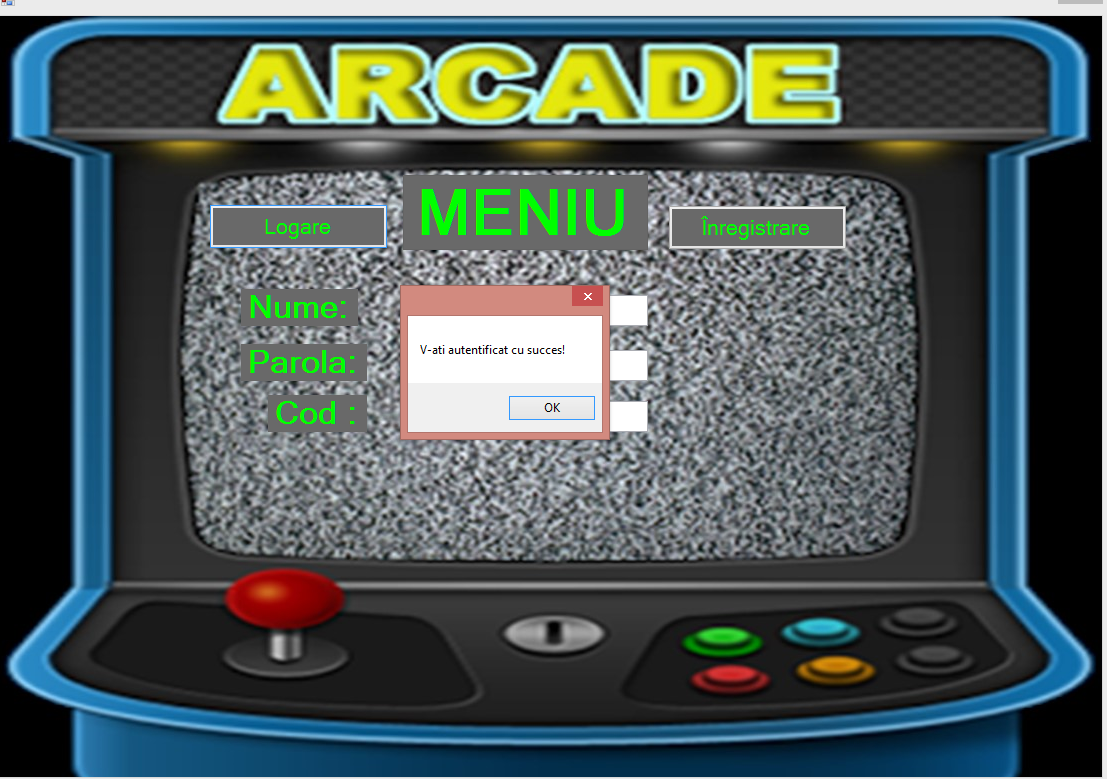 ARCADE
MENIU
Logare
Înregistrare
Nume:
Parola:
Cod :
V-ati autentificat cu succes!
OK